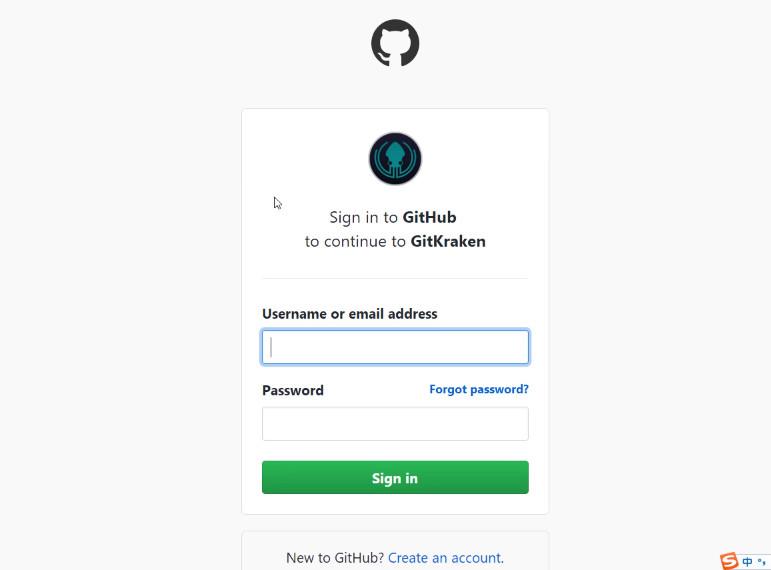 Sign in to GitHub
to continue to GitKraken
Username or email address
Password Forgot password?
Sign in
New to GitHub? Create an account.
S 中 °,